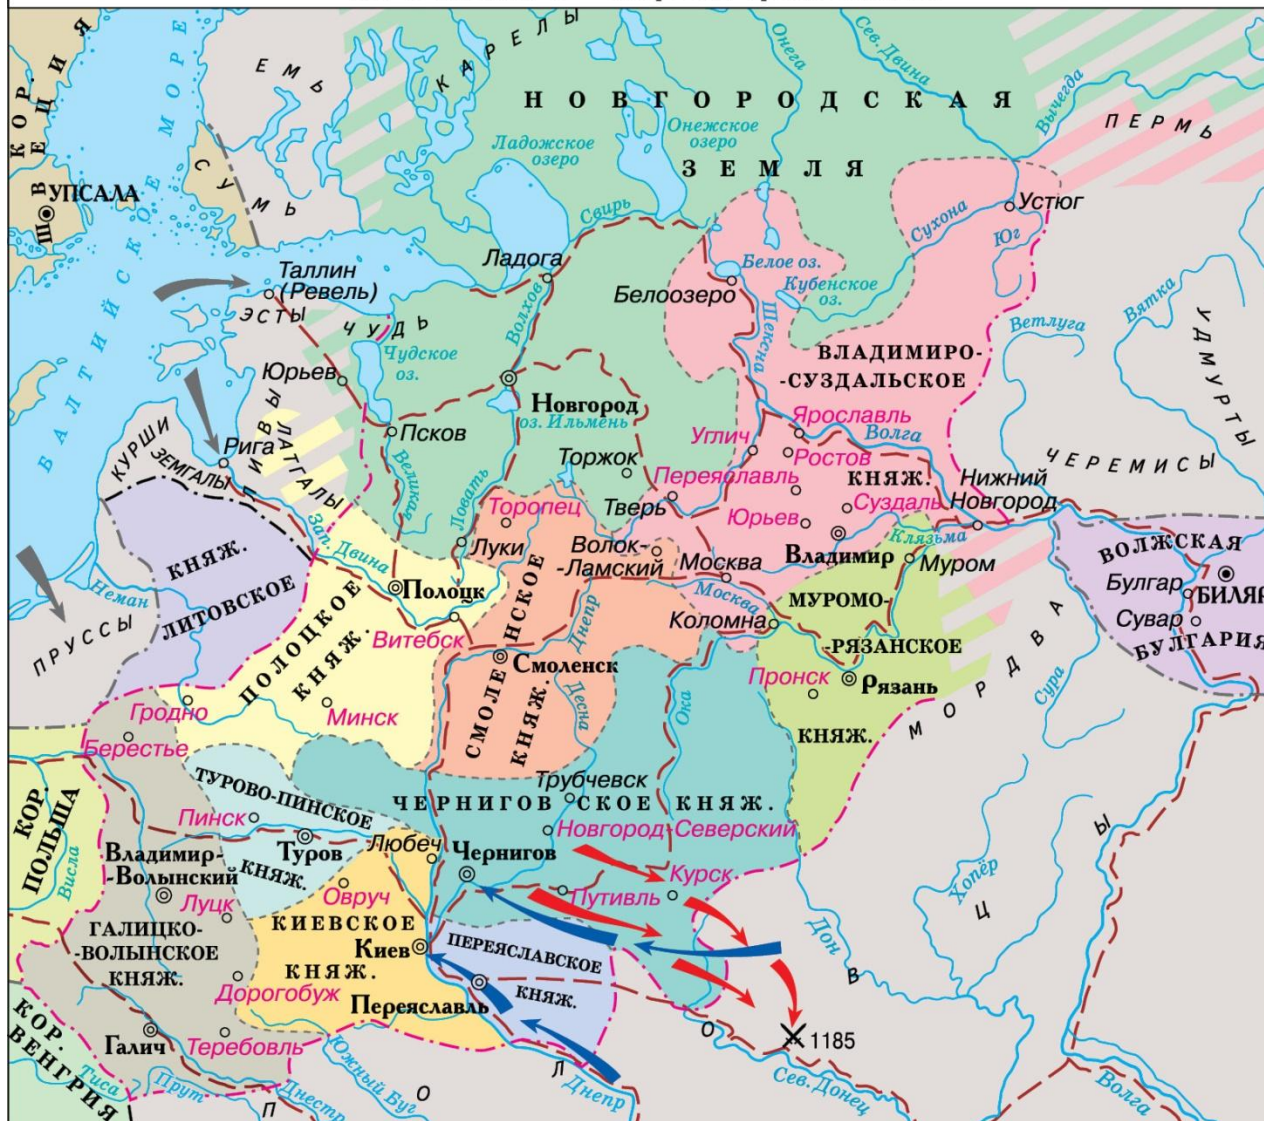 КОР.
ШВЕЦИЯ
УПСАЛА
БАЛТИЙСКОЕ МОРЕ
ЕМЬ
СУМЬ
КАРЕЛЫ
НОВГОРОДСКАЯ
ЗЕМЛЯ
Ладожское
озеро
Онежское
озеро
Онега
Сев. Двина
Вычегда
ПЕРМЬ
Свирь
Сухона
Устюг
Юг
Ладога
Белое оз.
Белоозеро
Кубенское
оз.
Таллин
(Ревель)
ЭСТЫ
ЧУДЬ
Чудское
оз.
Волхов
Шексна
Ветлуга
Вятка
УДМУРТЫ
ВЛАДИМИРО-
-СУЗДАЛЬСКОЕ
КНЯЖ.
Юрьев
Новгород
оз. Ильмень
Псков
Ярославль
Углич
Волга
Ростов
ЧЕРЕМИСЫ
КУРШИ
Рига
ЗЕМГАЛЫ
ЛИВЫ
ЛАТГАЛЫ
Великая
Ловать
Торжок
Переяславль
Нижний
Новгород
Торопец
Тверь
Суздаль
Юрьев
Зап. Двина
Луки
Волок-
-Ламский
Владимир
Клязьма
Москва
Муром
ВОЛЖСКАЯ
БУЛГАРИЯ
Булгар
БИЛЯР
Сувар
КНЯЖ.
ЛИТОВСКОЕ
Неман
ПРУССЫ
Полоцк
Витебск
ПОЛОЦКОЕ
КНЯЖ.
СМОЛЕНСКОЕ
КНЯЖ.
Днепр
Смоленск
Десна
Москва
Коломна
МУРОМО-
-РЯЗАНСКОЕ
КНЯЖ.
Пронск
Рязань
Ока
МОРДВА
Сура
Гродно
Минск
Берестье
КОР.
ПОЛЬША
Висла
ТУРОВО-ПИНСКОЕ
КНЯЖ.
Пинск
Туров
Трубчевск
ЧЕРНИГОВСКОЕ КНЯЖ.
Новгород-Северский
Любеч
Чернигов
Курск
Путивль
Хопёр
Дон
Владимир-
-Волынский
Луцк
Овруч
ГАЛИЦКО-
-ВОЛЫНСКОЕ
КНЯЖ.
КИЕВСКОЕ
КНЯЖ.
Киев
ПЕРЕЯСЛАВСКОЕ
КНЯЖ.
Переяславль
Дорогобуж
Галич
Теребовль
КОР.
ВЕНГРИЯ
Тиса
Прут
Днестр
Южный Буг
Днепр
1185
Сев. Донец
Волга
ПОЛОВЦЫ